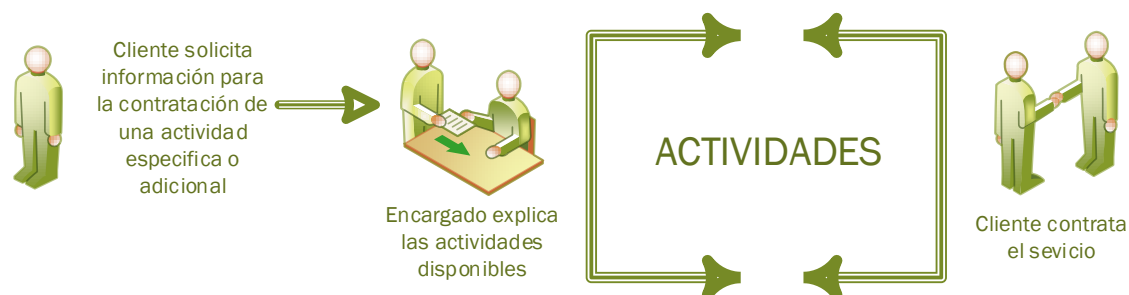 Cliente solicita
información para
la contratación de
una actividad
especifica o
adicional
Encargado explica
las actividades
disponibles
ACTIVIDADES
Cliente contrata
el sevicio